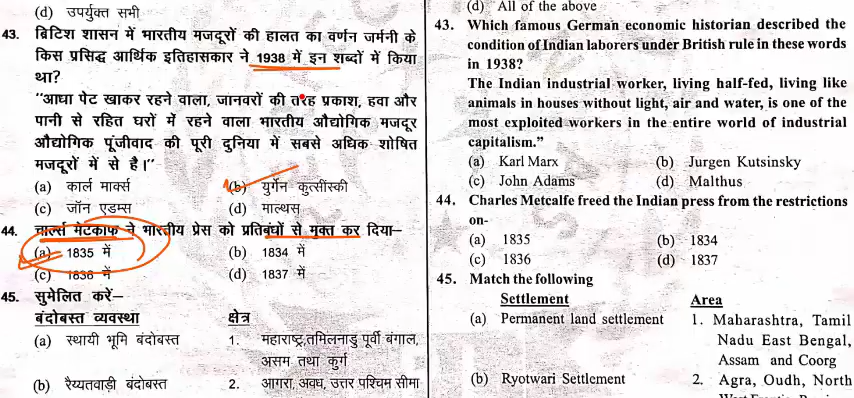 (d) उपर्युक्त सभी
43. ब्रिटिश शासन में भारतीय मजदूरों की हालत का वर्णन जर्मनी के
किस प्रसिद्ध आर्थिक इतिहासकार ने 1938 में इन शब्दों में किया
था?
"आधा पेट खाकर रहने वाला, जानवरों की तरह प्रकाश, हवा और
पानी से रहित घरों में रहने वाला भारतीय औद्योगिक मजदूर
औद्योगिक पूंजीवाद की पूरी दुनिया में सबसे अधिक शोषित
मजदूरों में से है।"
(a) कार्ल मार्क्स (b) युर्गेन कुत्सींस्की
(c) जॉन एडम्स (d) माल्थस
44. चार्ल्स मेटकाफ ने भारतीय प्रेस को प्रतिबंधों से मुक्त कर दिया—
(a) 1835 में (b) 1834 में
(c) 1836 में (d) 1837 में
45. सुमेलित करें—
बंदोबस्त व्यवस्था क्षेत्र
(a) स्थायी भूमि बंदोबस्त 1. महाराष्ट्र,तमिलनाडु पूर्वी बंगाल,
असम तथा कुर्ग
(b) रैय्यतवाड़ी बंदोबस्त 2. आगरा, अवध, उत्तर पश्चिम सीमा
(d) All of the above
43. Which famous German economic historian described the
condition of Indian laborers under British rule in these words
in 1938?
The Indian industrial worker, living half-fed, living like
animals in houses without light, air and water, is one of the
most exploited workers in the entire world of industrial
capitalism."
(a) Karl Marx (b) Jurgen Kutsinsky
(c) John Adams (d) Malthus
44. Charles Metcalfe freed the Indian press from the restrictions
on-
(a) 1835 (b) 1834
(c) 1836 (d) 1837
45. Match the following
Settlement Area
(a) Permanent land settlement 1. Maharashtra, Tamil
Nadu East Bengal,
Assam and Coorg
(b) Ryotwari Settlement 2. Agra, Oudh, North